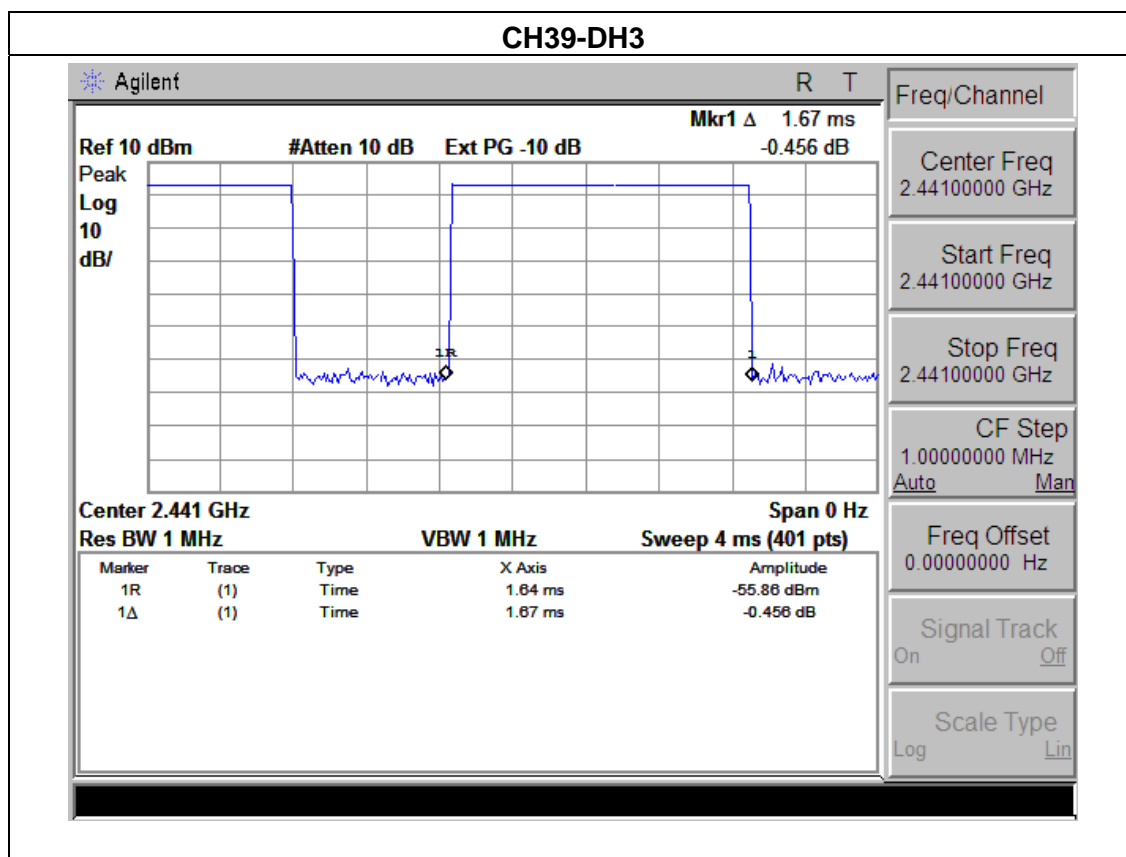 CH39-DH3
Agilent R T
Mkr1 Δ 1.67 ms
Ref 10 dBm #Atten 10 dB Ext PG -10 dB -0.456 dB
Peak
Log
10
dB/
1R
1
Center 2.441 GHz Span 0 Hz
Res BW 1 MHz VBW 1 MHz Sweep 4 ms (401 pts)
Marker Trace Type X Axis Amplitude
1R (1) Time 1.64 ms -55.86 dBm
1Δ (1) Time 1.67 ms -0.456 dB
Freq/Channel
Center Freq
2.44100000 GHz
Start Freq
2.44100000 GHz
Stop Freq
2.44100000 GHz
CF Step
1.00000000 MHz
Auto Man
Freq Offset
0.00000000 Hz
Signal Track
On Off
Scale Type
Log Lin